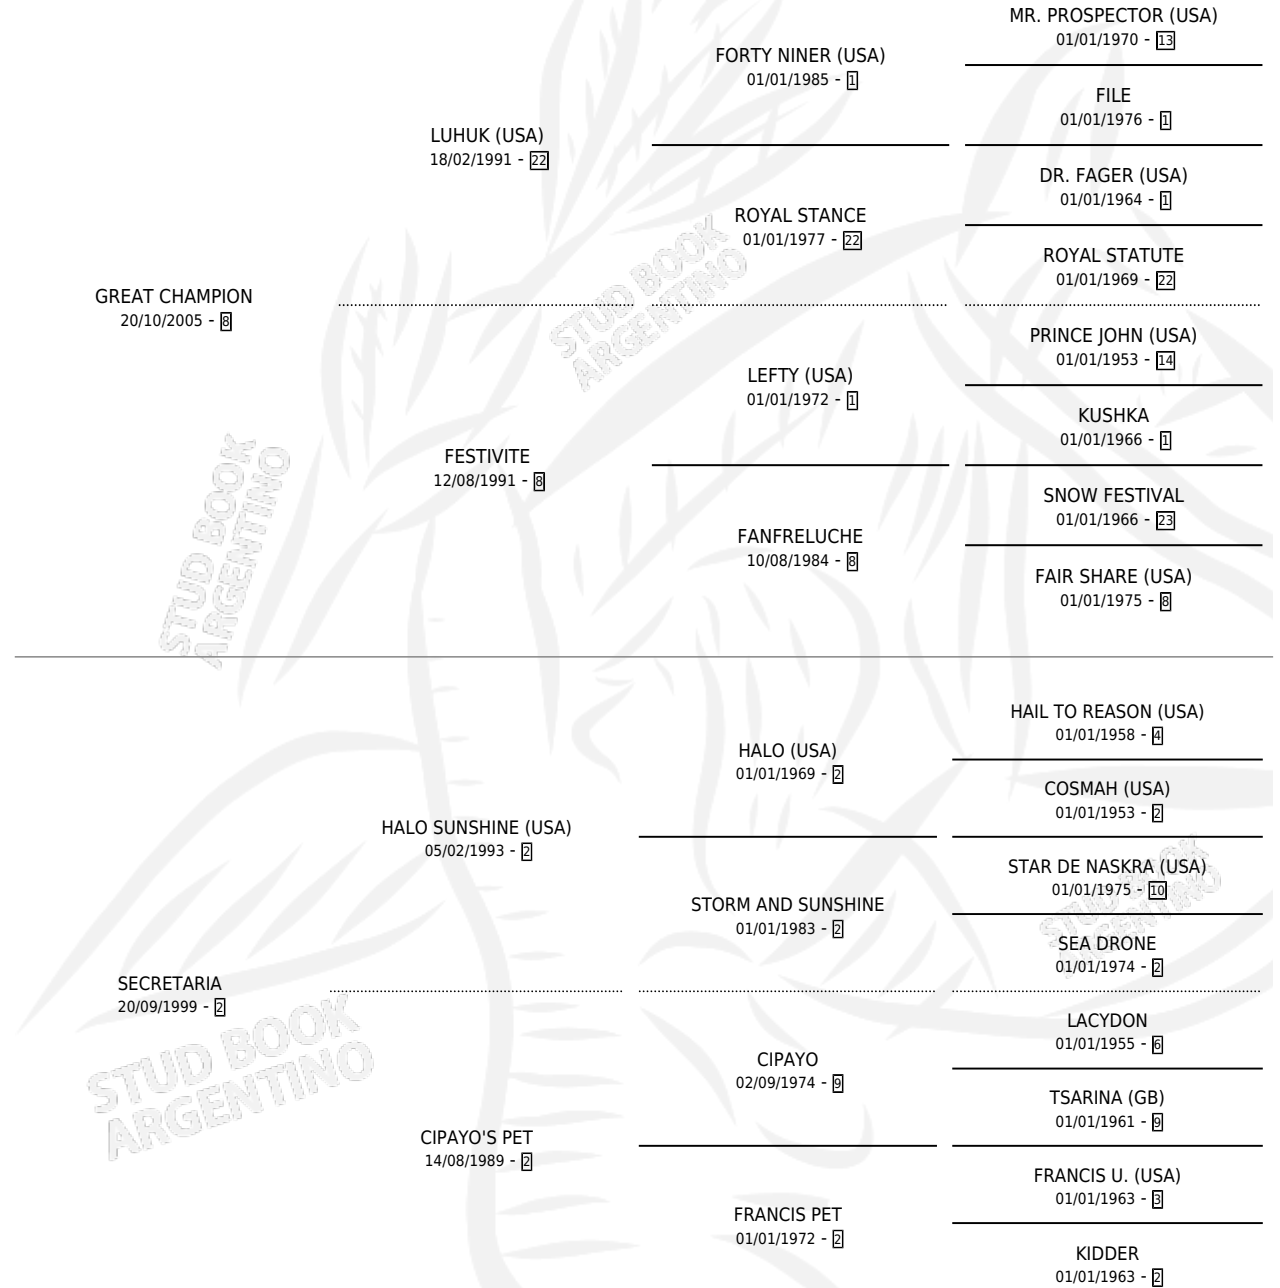 MR. PROSPECTOR (USA)
01/01/1970 - 13
FORTY NINER (USA)
01/01/1985 - 1
FILE
01/01/1976 - 1
LUHUK (USA)
18/02/1991 - 22
DR. FAGER (USA)
01/01/1964 - 1
ROYAL STANCE
01/01/1977 - 22
ROYAL STATUTE
01/01/1969 - 22
GREAT CHAMPION
20/10/2005 - 8
PRINCE JOHN (USA)
01/01/1953 - 14
LEFTY (USA)
01/01/1972 - 1
KUSHKA
01/01/1966 - 1
FESTIVITE
12/08/1991 - 8
SNOW FESTIVAL
01/01/1966 - 23
FANFRELUCHE
10/08/1984 - 8
FAIR SHARE (USA)
01/01/1975 - 8
STUD BOOK
ARGENTINO
STUD BOOK
ARGENTINO
HAIL TO REASON (USA)
01/01/1958 - 4
HALO (USA)
01/01/1969 - 2
COSMAH (USA)
01/01/1953 - 2
HALO SUNSHINE (USA)
05/02/1993 - 2
STAR DE NASKRA (USA)
01/01/1975 - 10
STORM AND SUNSHINE
01/01/1983 - 2
SEA DRONE
01/01/1974 - 2
SECRETARIA
20/09/1999 - 2
LACYDON
01/01/1955 - 6
CIPAYO
02/09/1974 - 9
TSARINA (GB)
01/01/1961 - 9
CIPAYO'S PET
14/08/1989 - 2
FRANCIS U. (USA)
01/01/1963 - 3
FRANCIS PET
01/01/1972 - 2
KIDDER
01/01/1963 - 2
STUD BOOK
ARGENTINO
STUD BOOK
ARGENTINO